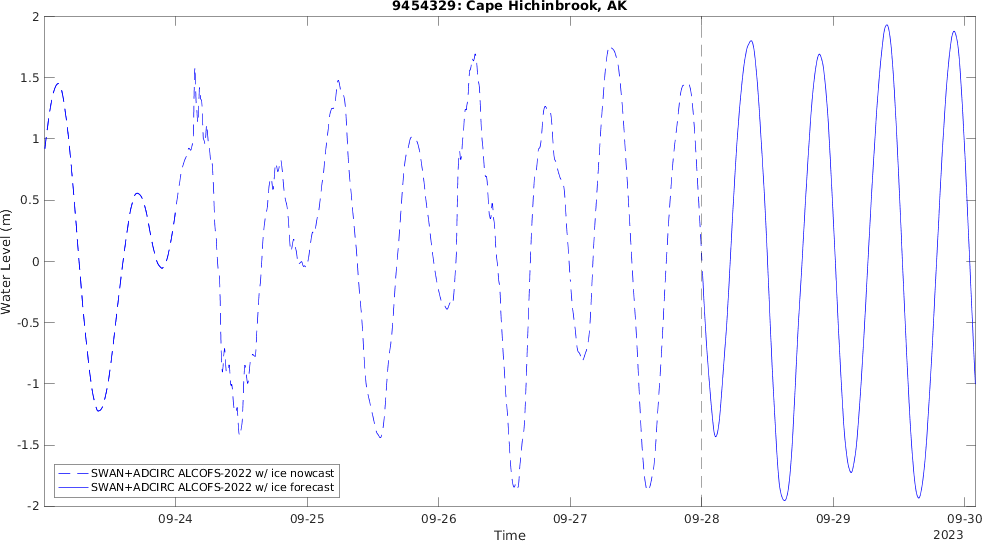 9454329: Cape Hichinbrook, AK
2
1.5
1
0.5
0
-0.5
-1
-1.5
-2
Water Level (m)
SWAN+ADCIRC ALCOFS-2022 w/ ice nowcast
SWAN+ADCIRC ALCOFS-2022 w/ ice forecast
09-24 09-25 09-26 09-27 09-28 09-29 09-30
Time
2023